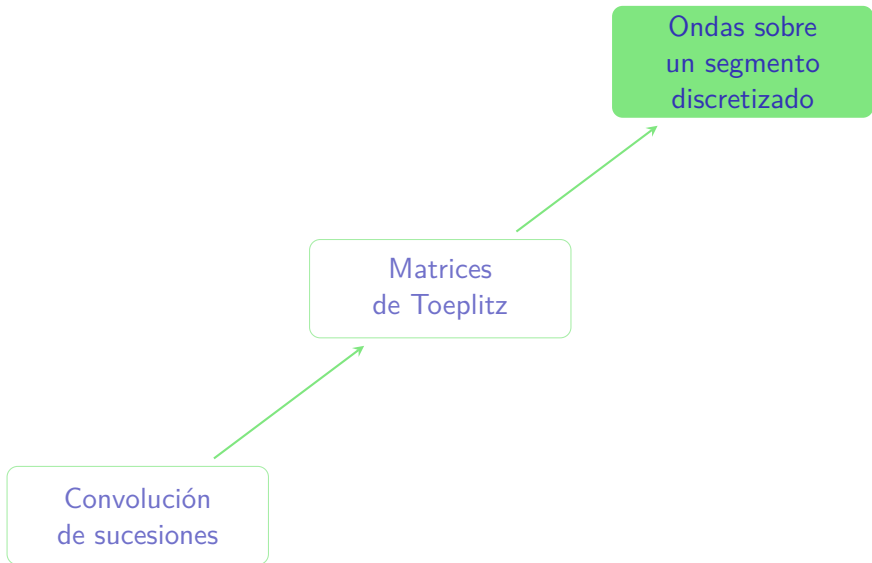 Ondas sobre
un segmento
discretizado
Matrices
de Toeplitz
Convolución
de sucesiones